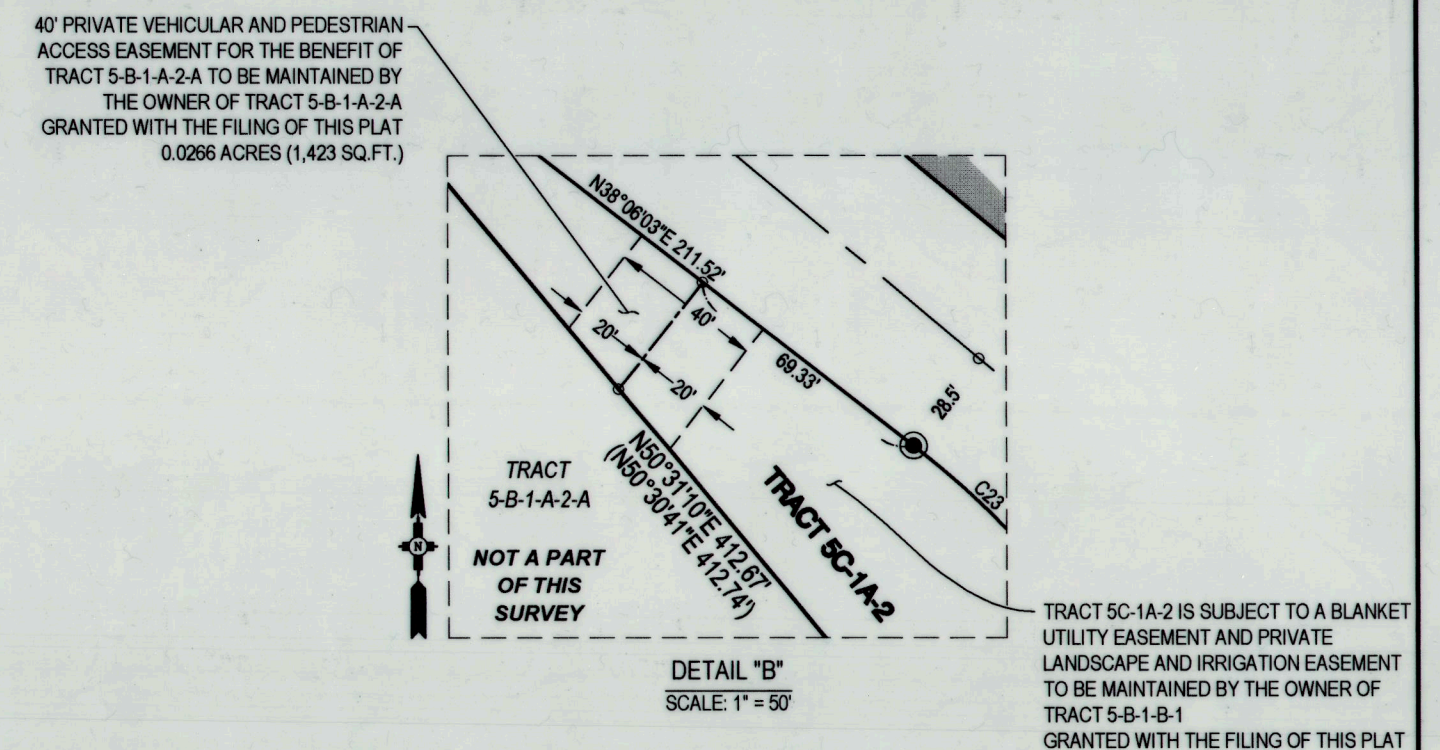 40' PRIVATE VEHICULAR AND PEDESTRIAN
ACCESS EASEMENT FOR THE BENEFIT OF
TRACT 5-B-1-A-2-A TO BE MAINTAINED BY
THE OWNER OF TRACT 5-B-1-A-2-A
GRANTED WITH THE FILING OF THIS PLAT
0.0266 ACRES (1,423 SQ.FT.)
N38°06'03"E 211.52'
40'
20'
20'
69.33'
28.5'
C23
N50°31'10"E 412.67'
(N50°30'41"E 412.74')
TRACT 5C-1A-2
TRACT
5-B-1-A-2-A
NOT A PART
OF THIS
SURVEY
N
TRACT 5C-1A-2 IS SUBJECT TO A BLANKET
UTILITY EASEMENT AND PRIVATE
LANDSCAPE AND IRRIGATION EASEMENT
TO BE MAINTAINED BY THE OWNER OF
TRACT 5-B-1-B-1
GRANTED WITH THE FILING OF THIS PLAT
DETAIL "B"
SCALE: 1" = 50'